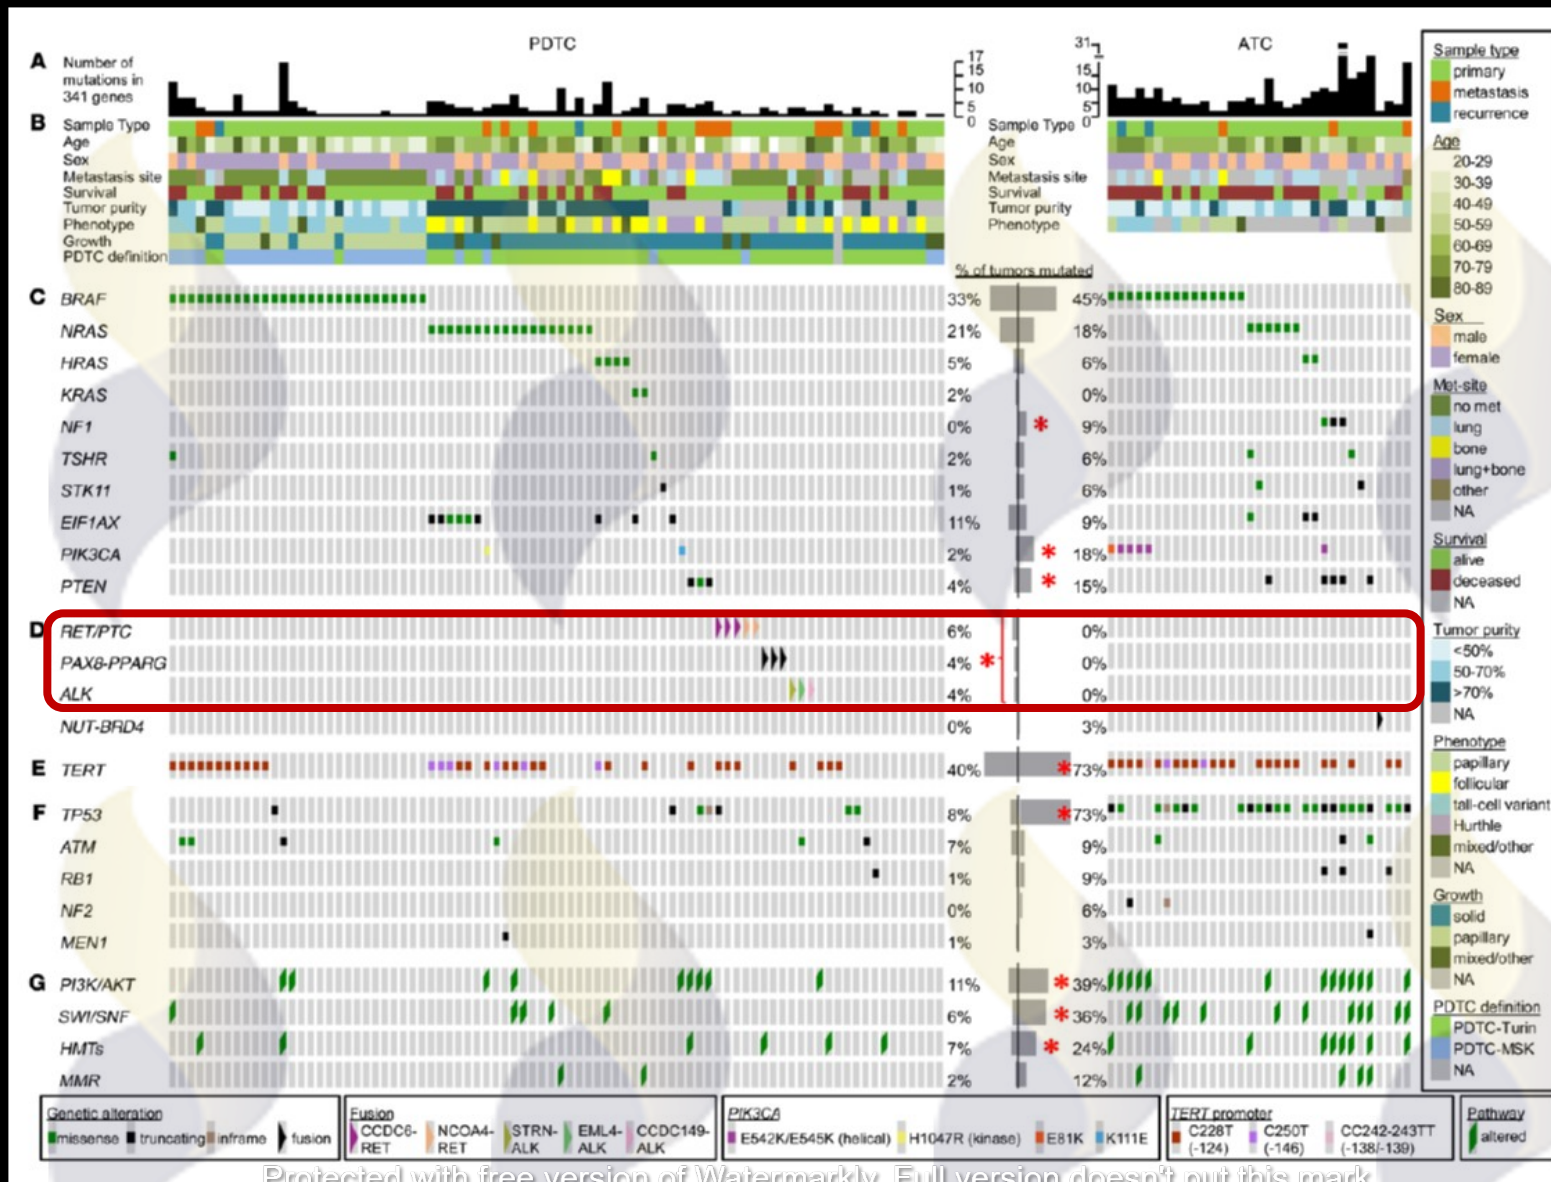 PDTC
ATC
A
Number of
mutations in
341 genes
17
15
10
5
0
31
15
10
5
0
B
Sample Type
Age
Sex
Metastasis site
Survival
Tumor purity
Phenotype
Growth
PDTC definition
Sample Type
Age
Sex
Metastasis site
Survival
Tumor purity
Phenotype
% of tumors mutated
C BRAF 33% 45%
NRAS 21% 18%
HRAS 5% 6%
KRAS 2% 0%
NF1 0% * 9%
TSHR 2% 6%
STK11 1% 6%
EIF1AX 11% 9%
PIK3CA 2% * 18%
PTEN 4% * 15%
D RET/PTC 6% 0%
PAX8-PPARG 4% * 0%
ALK 4% 0%
NUT-BRD4 0% 3%
E TERT 40% * 73%
F TP53 8% * 73%
ATM 7% 9%
RB1 1% 9%
NF2 0% 6%
MEN1 1% 3%
G PI3K/AKT 11% * 39%
SWI/SNF 6% * 36%
HMTs 7% * 24%
MMR 2% 12%
Sample type
primary
metastasis
recurrence
Age
20-29
30-39
40-49
50-59
60-69
70-79
80-89
Sex
male
female
Met-site
no met
lung
bone
lung+bone
other
NA
Survival
alive
deceased
NA
Tumor purity
<50%
50-70%
>70%
NA
Phenotype
papillary
follicular
tall-cell variant
Hurthle
mixed/other
NA
Growth
solid
papillary
mixed/other
NA
PDTC definition
PDTC-Turin
PDTC-MSK
NA
Genetic alteration
missense truncating inframe fusion
Fusion
CCDC6-RET NCOA4-RET STRN-ALK EML4-ALK CCDC149-ALK
PIK3CA
E542K/E545K (helical) H1047R (kinase) E81K K111E
TERT promoter
C228T (-124) C250T (-146) CC242-243TT (-138/-139)
Pathway
altered
Protected with free version of Watermarkly. Full version doesn't put this mark.